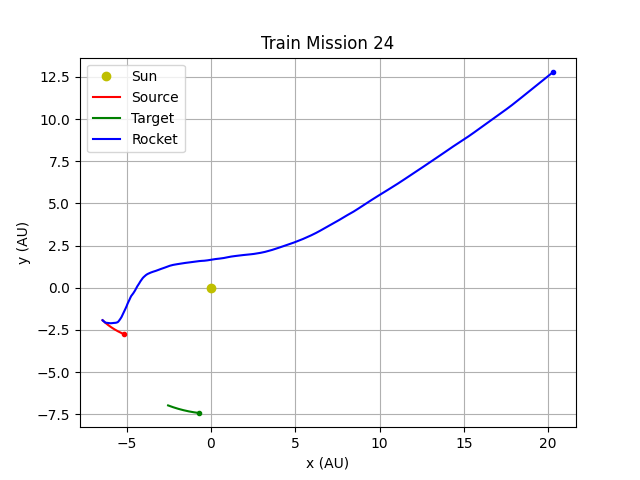 Train Mission 24
Sun
Source
Target
Rocket
12.5
10.0
7.5
5.0
2.5
0.0
−2.5
−5.0
−7.5
y (AU)
−5 0 5 10 15 20
x (AU)